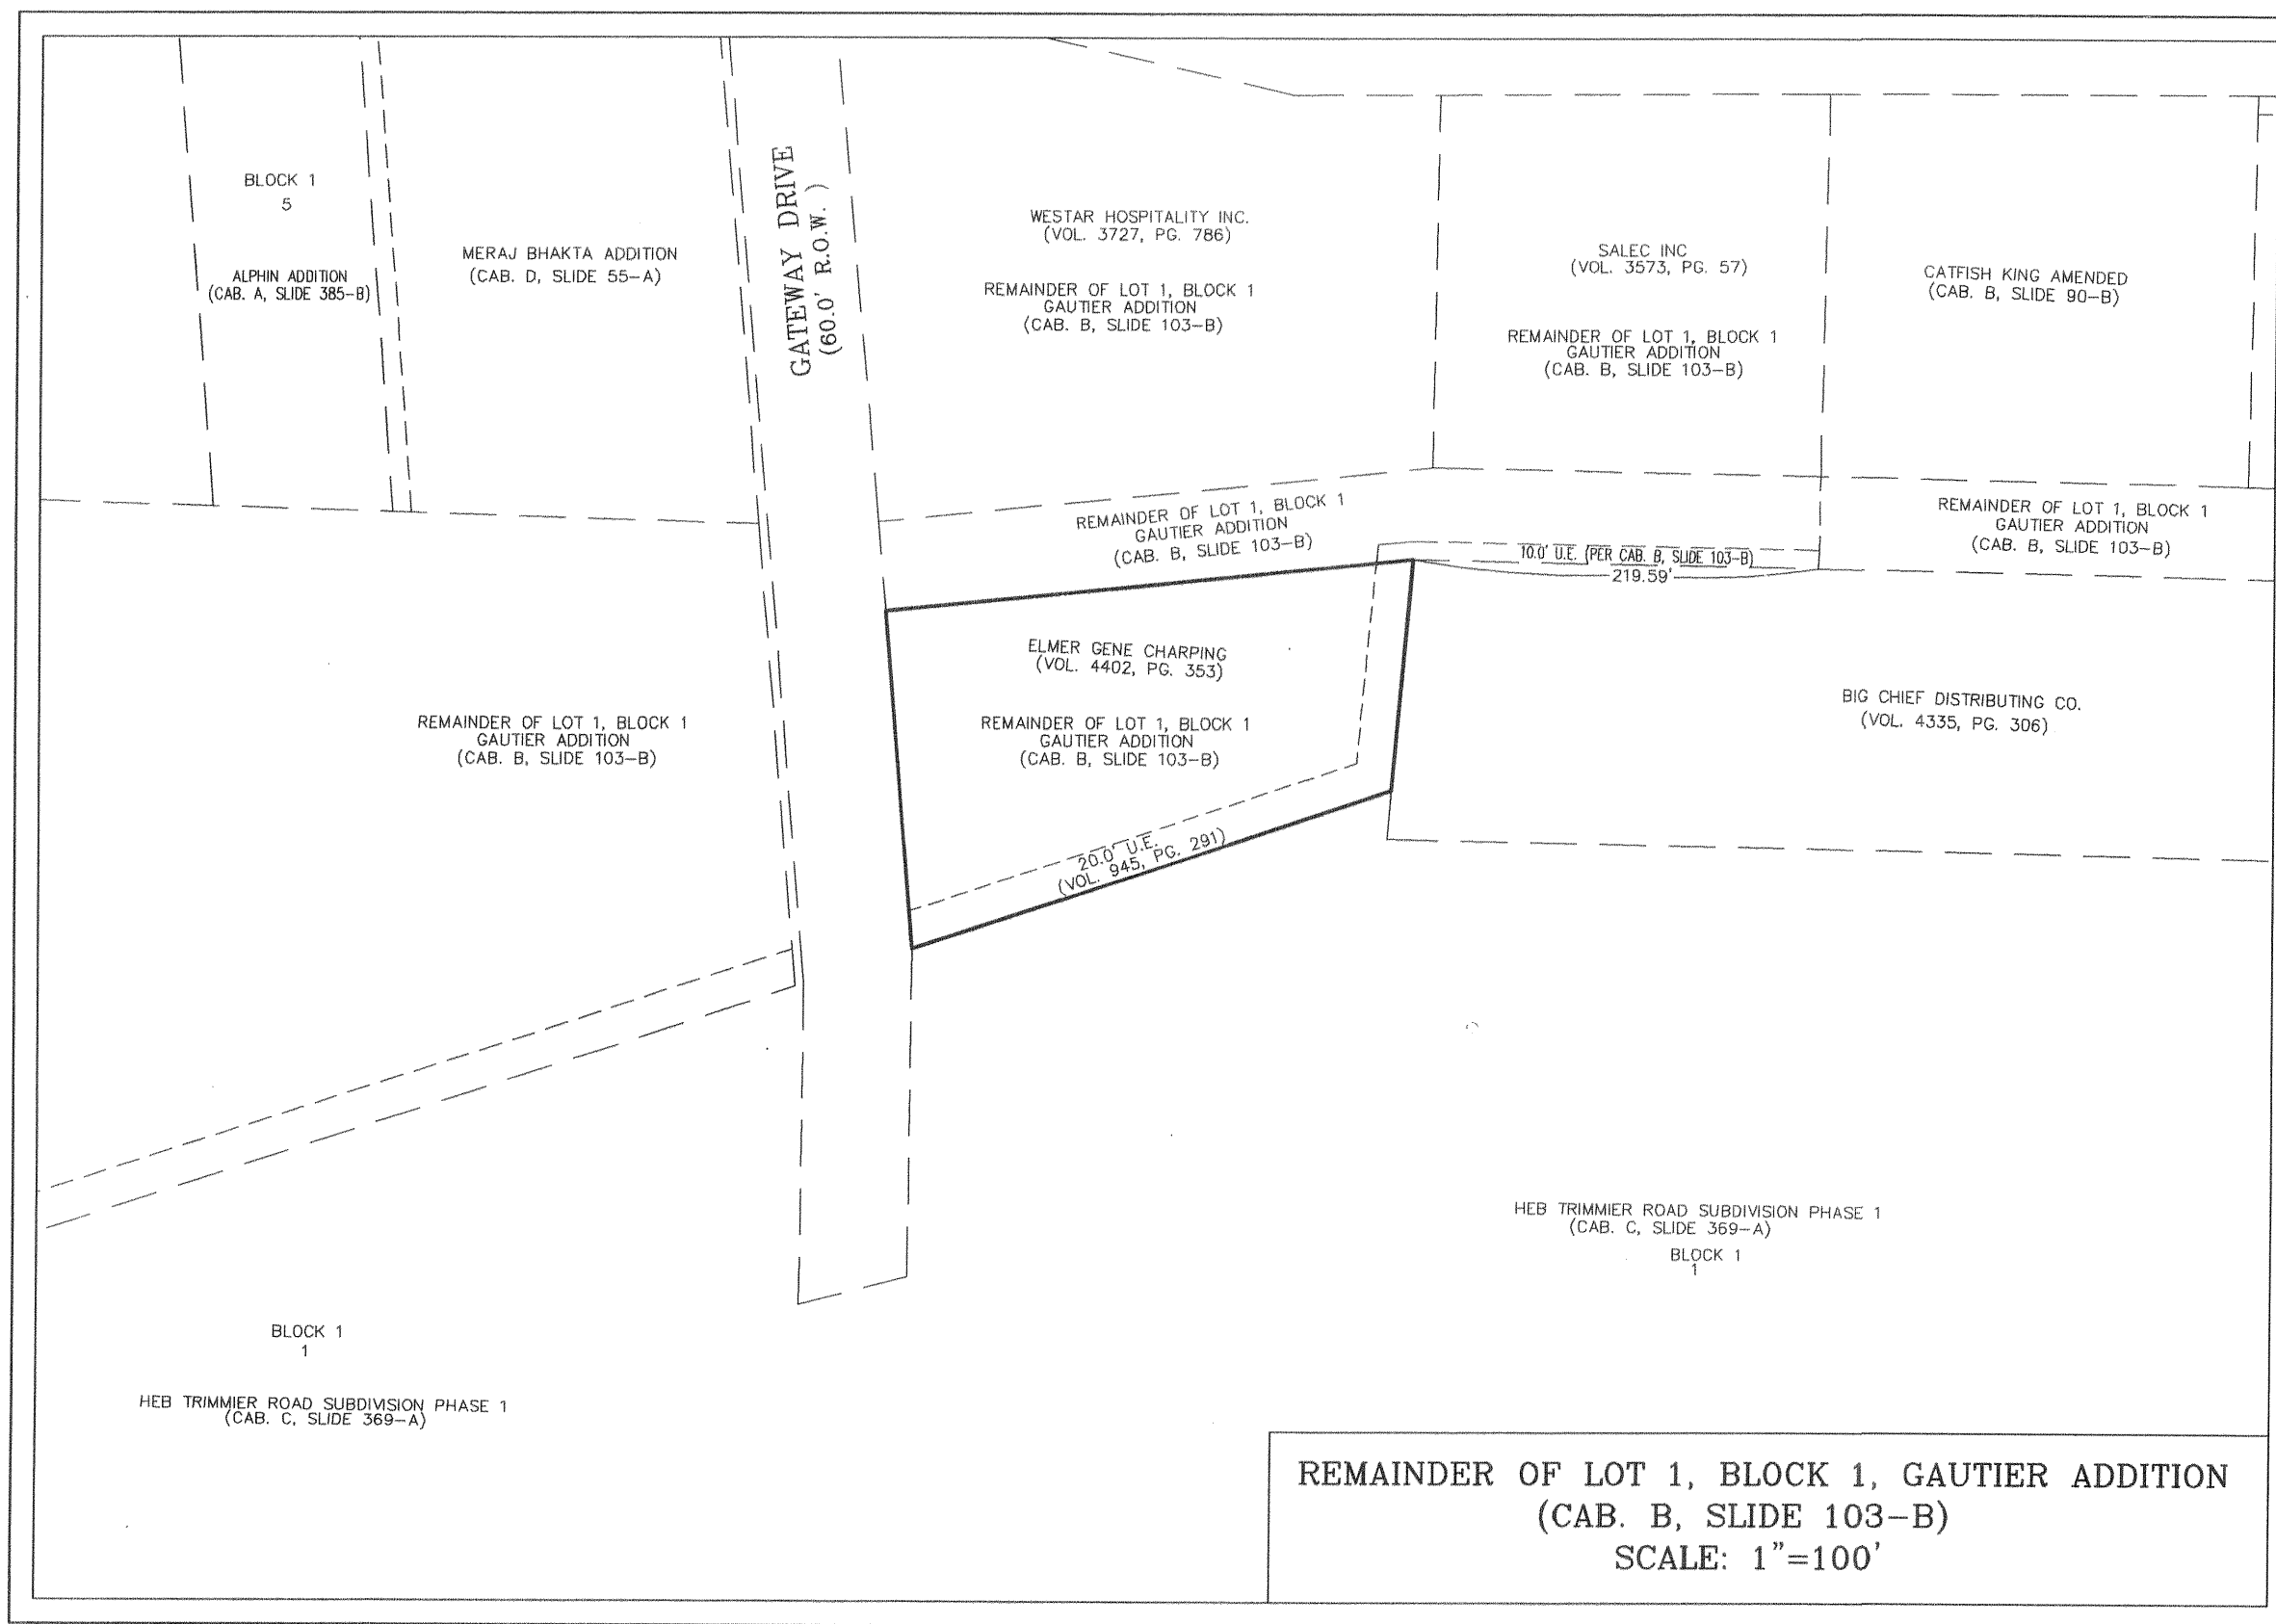 BLOCK 1
5
ALPHIN ADDITION
(CAB. A, SLIDE 385-B)
MERAJ BHAKTA ADDITION
(CAB. D, SLIDE 55-A)
GATEWAY DRIVE
(60.0' R.O.W. )
WESTAR HOSPITALITY INC.
(VOL. 3727, PG. 786)
REMAINDER OF LOT 1, BLOCK 1
GAUTIER ADDITION
(CAB. B, SLIDE 103-B)
SALEC INC
(VOL. 3573, PG. 57)
REMAINDER OF LOT 1, BLOCK 1
GAUTIER ADDITION
(CAB. B, SLIDE 103-B)
CATFISH KING AMENDED
(CAB. B, SLIDE 90-B)
REMAINDER OF LOT 1, BLOCK 1
GAUTIER ADDITION
(CAB. B, SLIDE 103-B)
10.0' U.E. (PER CAB. B, SLIDE 103-B)
219.59'
REMAINDER OF LOT 1, BLOCK 1
GAUTIER ADDITION
(CAB. B, SLIDE 103-B)
REMAINDER OF LOT 1, BLOCK 1
GAUTIER ADDITION
(CAB. B, SLIDE 103-B)
ELMER GENE CHARPING
(VOL. 4402, PG. 353)
REMAINDER OF LOT 1, BLOCK 1
GAUTIER ADDITION
(CAB. B, SLIDE 103-B)
20.0' U.E.
(VOL. 945, PG. 291)
BIG CHIEF DISTRIBUTING CO.
(VOL. 4335, PG. 306)
HEB TRIMMIER ROAD SUBDIVISION PHASE 1
(CAB. C, SLIDE 369-A)
BLOCK 1
1
BLOCK 1
1
HEB TRIMMIER ROAD SUBDIVISION PHASE 1
(CAB. C, SLIDE 369-A)
REMAINDER OF LOT 1, BLOCK 1, GAUTIER ADDITION
(CAB. B, SLIDE 103-B)
SCALE: 1"=100'